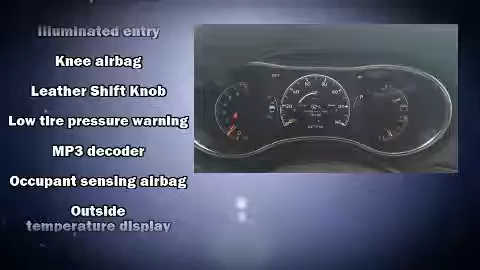 Illuminated entry
Knee airbag
Leather Shift Knob
Low tire pressure warning
MP3 decoder
Occupant sensing airbag
Outside
temperature display